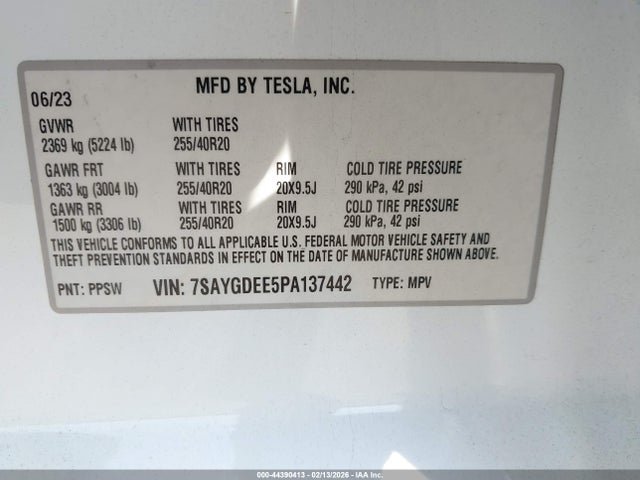 MFD BY TESLA, INC.
06/23
GVWR WITH TIRES
2369 kg (5224 lb) 255/40R20
GAWR FRT WITH TIRES RIM COLD TIRE PRESSURE
1363 kg (3004 lb) 255/40R20 20X9.5J 290 kPa, 42 psi
GAWR RR WITH TIRES RIM COLD TIRE PRESSURE
1500 kg (3306 lb) 255/40R20 20X9.5J 290 kPa, 42 psi
THIS VEHICLE CONFORMS TO ALL APPLICABLE U.S. FEDERAL MOTOR VEHICLE SAFETY AND
THEFT PREVENTION STANDARDS IN EFFECT ON THE DATE OF MANUFACTURE SHOWN ABOVE.
PNT: PPSW VIN: 7SAYGDEE5PA137442 TYPE: MPV
000-44390413 - 02/13/2026 - IAA Inc.